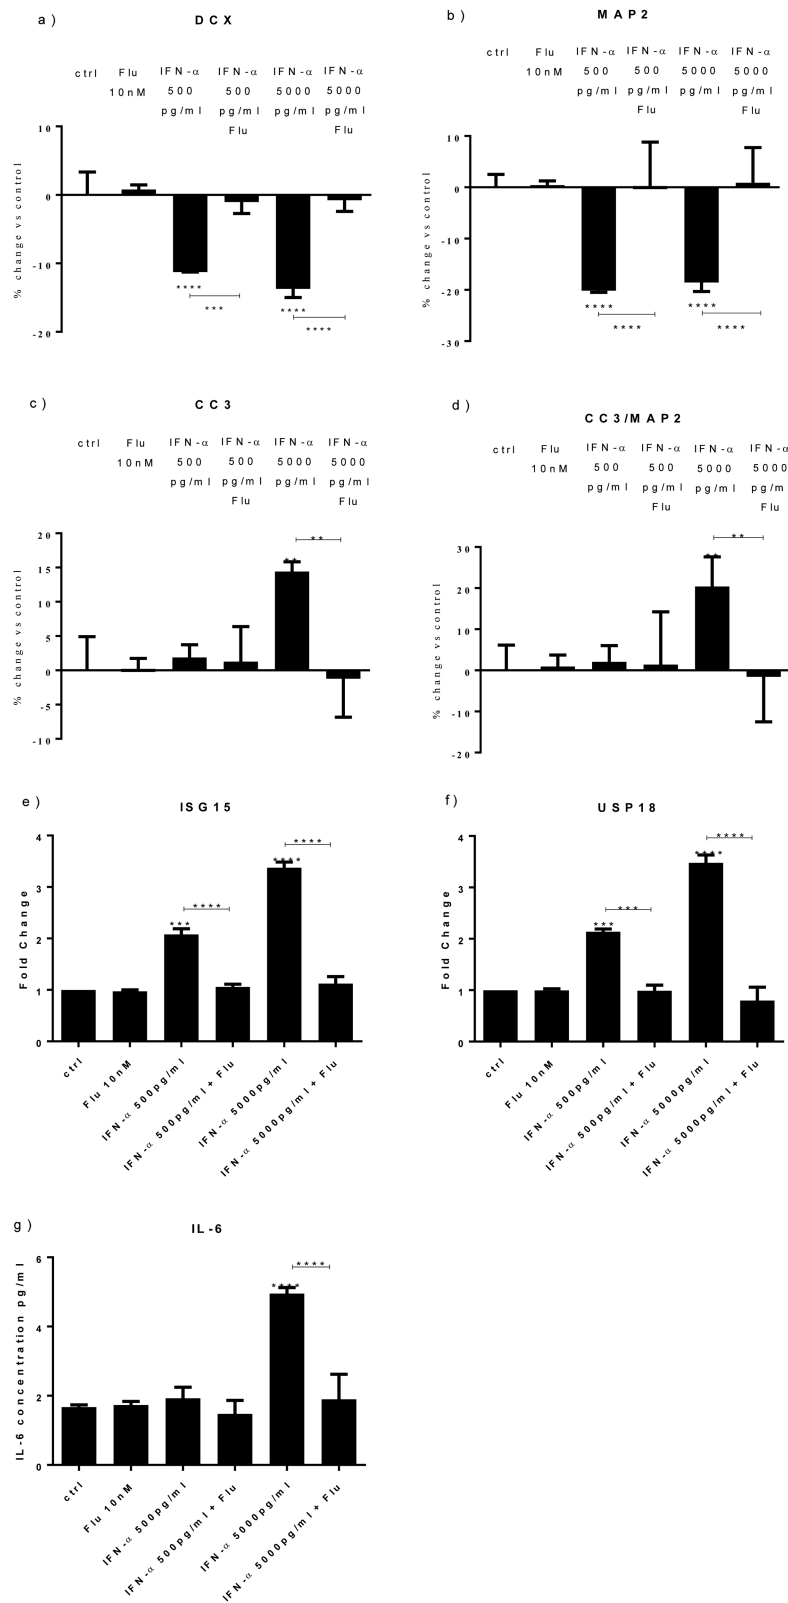 a)
DCX
ctrl
Flu
10nM
IFN-α
500
pg/ml
IFN-α
500
pg/ml
Flu
IFN-α
5000
pg/ml
IFN-α
5000
pg/ml
Flu
% change vs control
10
0
-10
-20
****
***
****
****
b)
MAP2
ctrl
Flu
10nM
IFN-α
500
pg/ml
IFN-α
500
pg/ml
Flu
IFN-α
5000
pg/ml
IFN-α
5000
pg/ml
Flu
% change vs control
10
0
-10
-20
-30
****
****
****
****
c)
CC3
ctrl
Flu
10nM
IFN-α
500
pg/ml
IFN-α
500
pg/ml
Flu
IFN-α
5000
pg/ml
IFN-α
5000
pg/ml
Flu
% change vs control
20
15
10
5
0
-5
-10
**
**
d)
CC3/MAP2
ctrl
Flu
10nM
IFN-α
500
pg/ml
IFN-α
500
pg/ml
Flu
IFN-α
5000
pg/ml
IFN-α
5000
pg/m
Flu
% change vs control
30
20
10
0
-10
-20
**
**
e)
ISG15
Fold Change
4
3
2
1
0
***
****
****
****
ctrl
Flu 10nM
IFN-α 500pg/ml
IFN-α 500pg/ml + Flu
IFN-α 5000pg/ml
IFN-α 5000pg/ml + Flu
f)
USP18
Fold Change
4
3
2
1
0
***
***
****
****
ctrl
Flu 10nM
IFN-α 500pg/ml
IFN-α 500pg/ml + Flu
IFN-α 5000pg/ml
IFN-α 5000pg/ml + Flu
g)
IL-6
IL-6 concentration pg/ml
6
4
2
0
****
****
ctrl
Flu 10nM
IFN-α 500pg/ml
IFN-α 500pg/ml + Flu
IFN-α 5000pg/ml
IFN-α 5000pg/ml + Flu